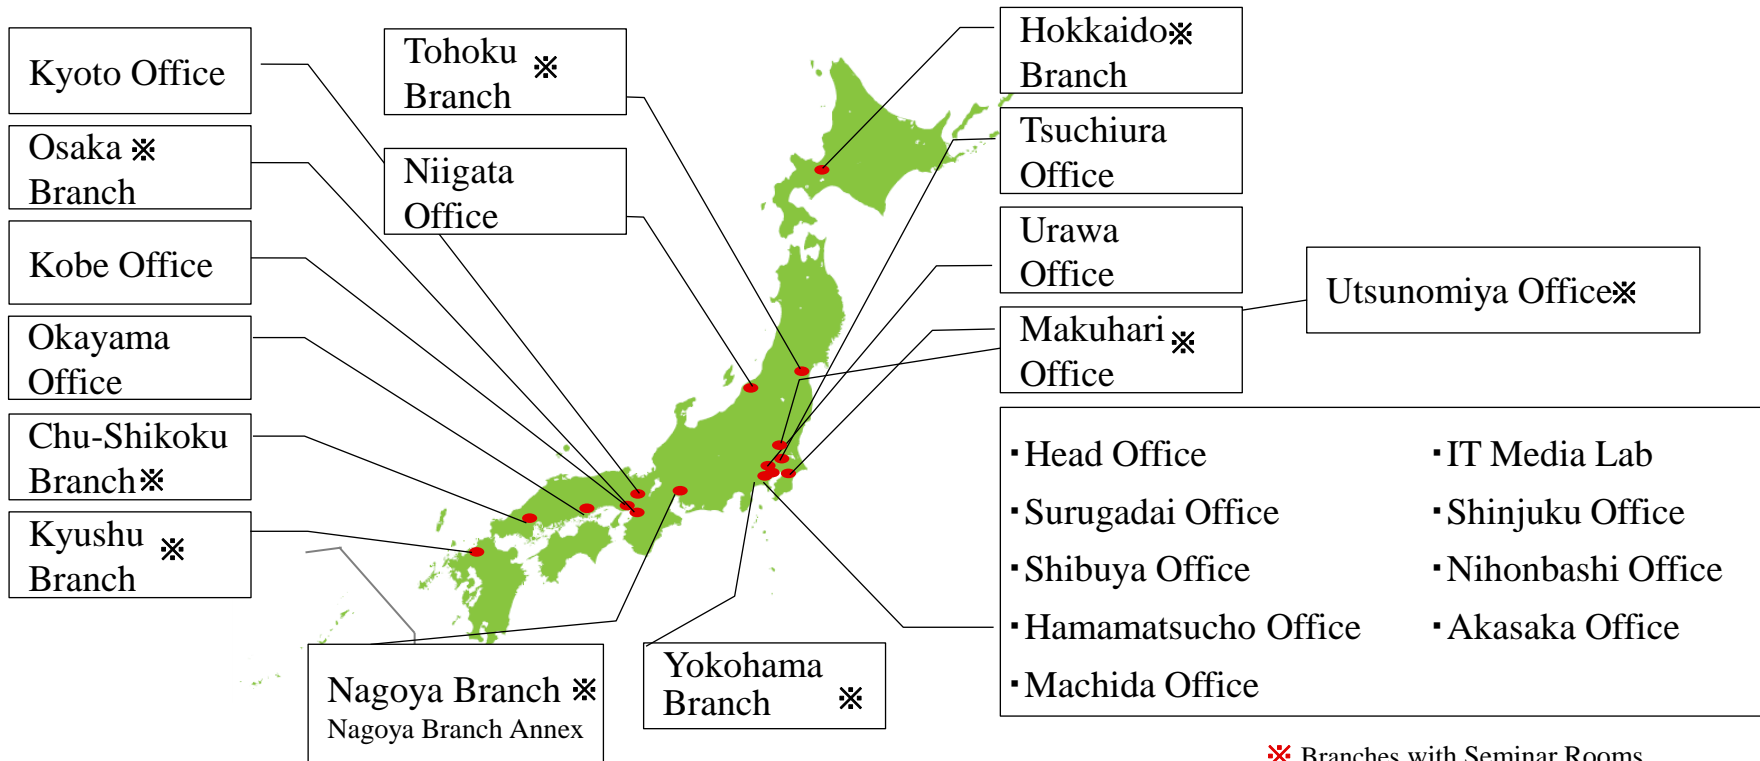 Kyoto Office
Osaka ※
Branch
Kobe Office
Okayama
Office
Chu-Shikoku
Branch※
Kyushu ※
Branch
Tohoku ※
Branch
Niigata
Office
Hokkaido※
Branch
Tsuchiura
Office
Urawa
Office
Makuhari ※
Office
Utsunomiya Office※
・Head Office
・IT Media Lab
・Surugadai Office
・Shinjuku Office
・Shibuya Office
・Nihonbashi Office
・Hamamatsucho Office
・Akasaka Office
・Machida Office
Nagoya Branch ※
Nagoya Branch Annex
Yokohama
Branch ※
※ Branches with Seminar Rooms